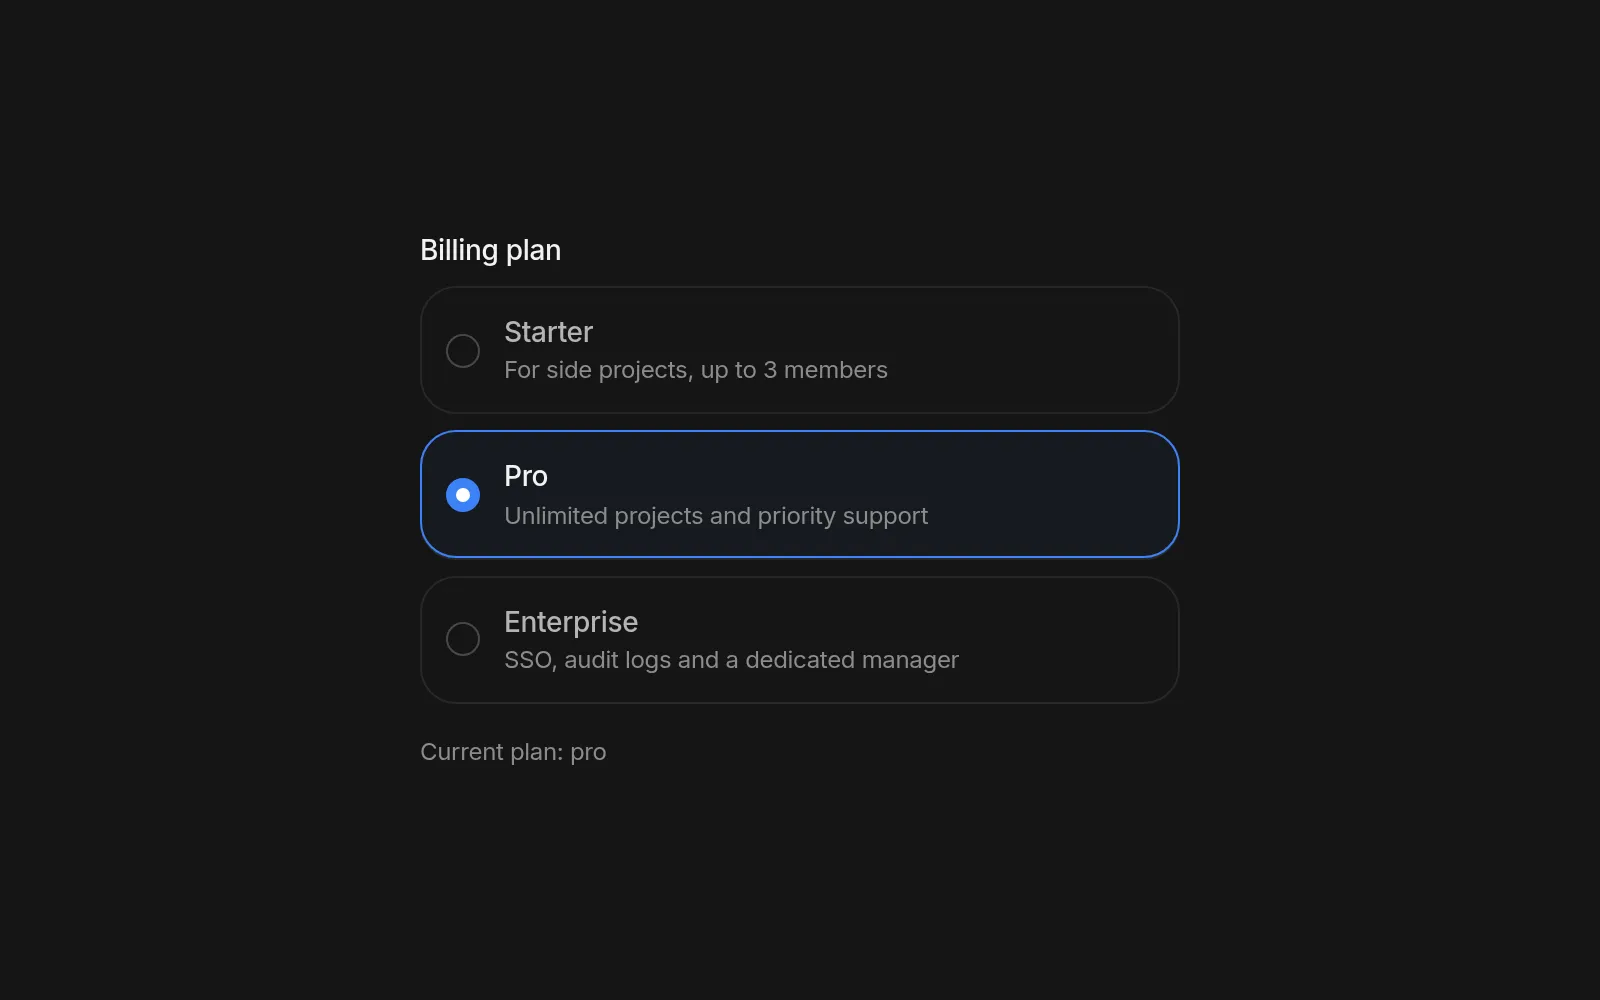 Billing plan
Starter
For side projects, up to 3 members
Pro
Unlimited projects and priority support
Enterprise
SSO, audit logs and a dedicated manager
Current plan: pro